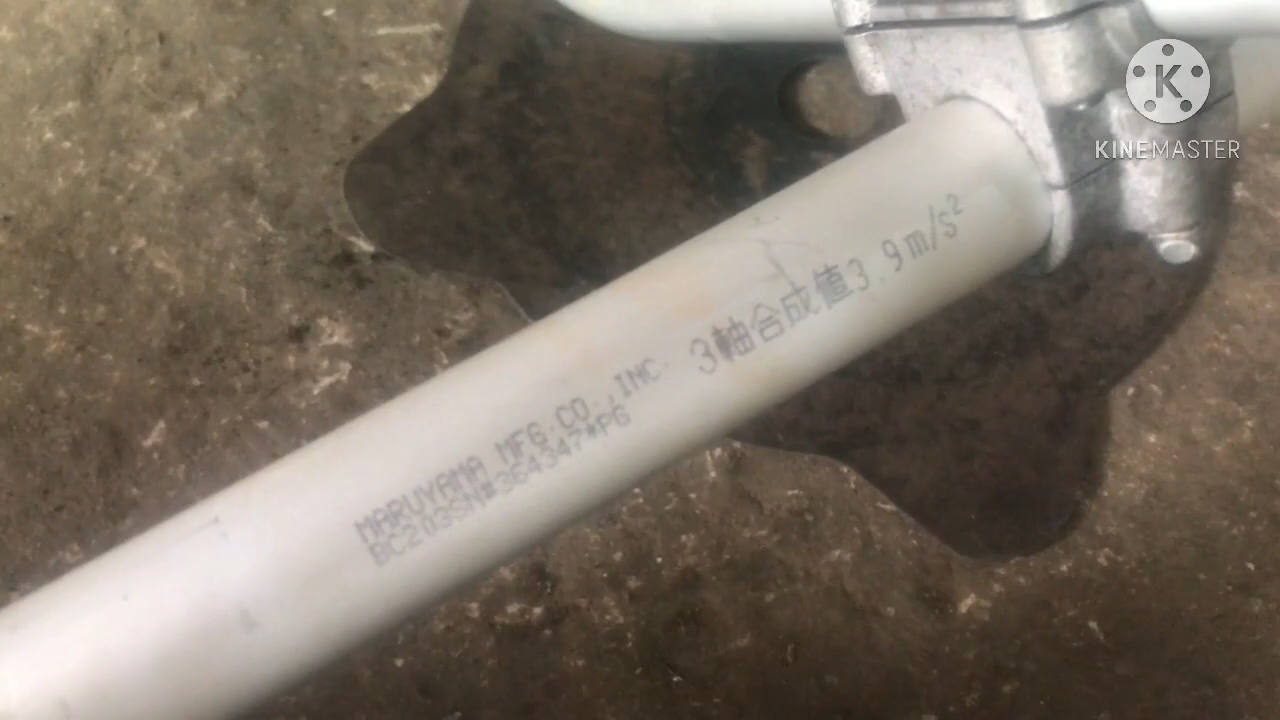 K
KINEMASTER
3軸合成値3.9m/s²
MARUYAMA MFG.CO.,INC.
BC203SN#364347*PG